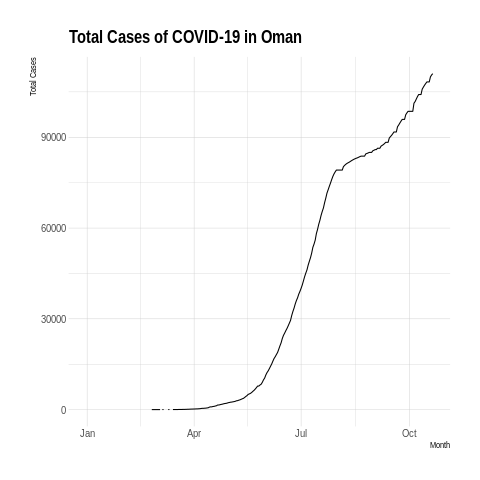 Total Cases of COVID-19 in Oman
Total Cases
90000
60000
30000
0
Jan Apr Jul Oct
Month